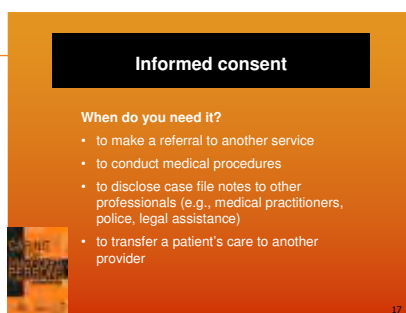 Informed consent
When do you need it?
• to make a referral to another service
• to conduct medical procedures
• to disclose case file notes to other
professionals (e.g., medical practitioners,
police, legal assistance)
• to transfer a patient's care to another
provider
17